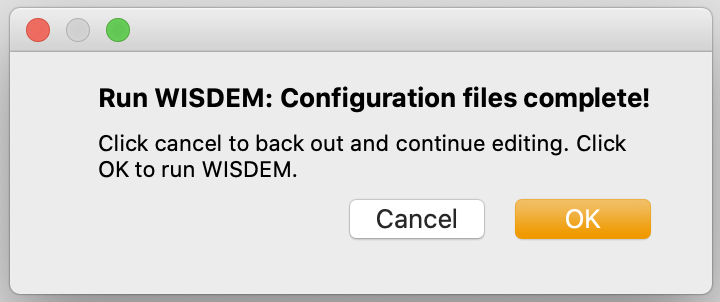 Run WISDEM: Configuration files complete!
Click cancel to back out and continue editing. Click
OK to run WISDEM.
Cancel
OK